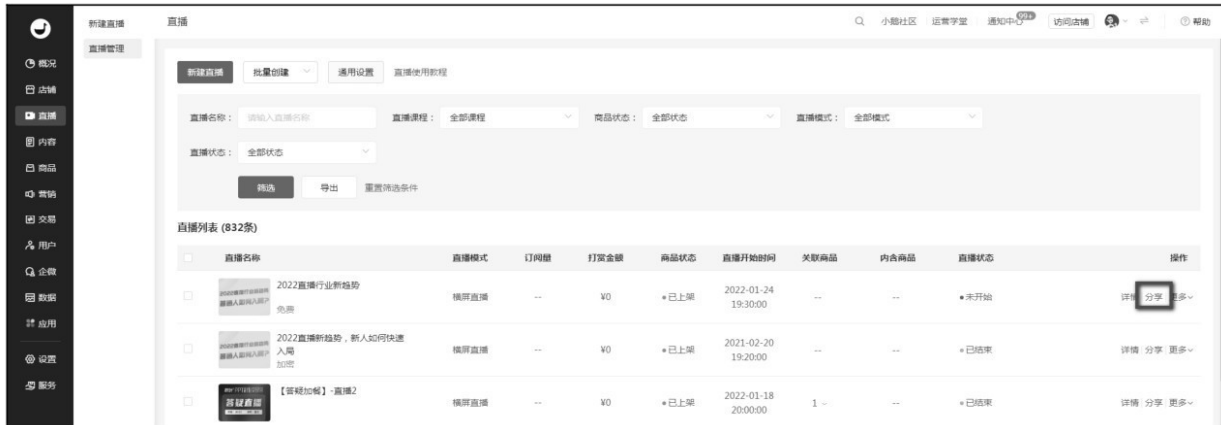 新建直播
直播管理
概况
店铺
直播
内容
商品
营销
交易
用户
企微
数据
应用
设置
服务
直播
小鹅社区 运营学堂 通知中心 99+ 访问店铺 帮助
新建直播 批量创建 通用设置 直播使用教程
直播名称： 请输入直播名称 直播课程： 全部课程 商品状态： 全部状态 直播模式： 全部模式
直播状态： 全部状态
筛选 导出 重置筛选条件
直播列表 (832条)
直播名称 直播模式 订阅量 打赏金额 商品状态 直播开始时间 关联商品 内含商品 直播状态 操作
2022直播行业新趋势
免费
横屏直播 -- ¥0 已上架 2022-01-24 19:30:00 -- -- 未开始 详情 分享 更多
2022直播新趋势，新人如何快速
入局
加密
横屏直播 -- ¥0 已上架 2021-02-20 19:20:00 -- -- 已结束 详情 分享 更多
答疑直播
【答疑加餐】-直播2
横屏直播 -- ¥0 已上架 2022-01-18 20:00:00 1 -- 已结束 详情 分享 更多